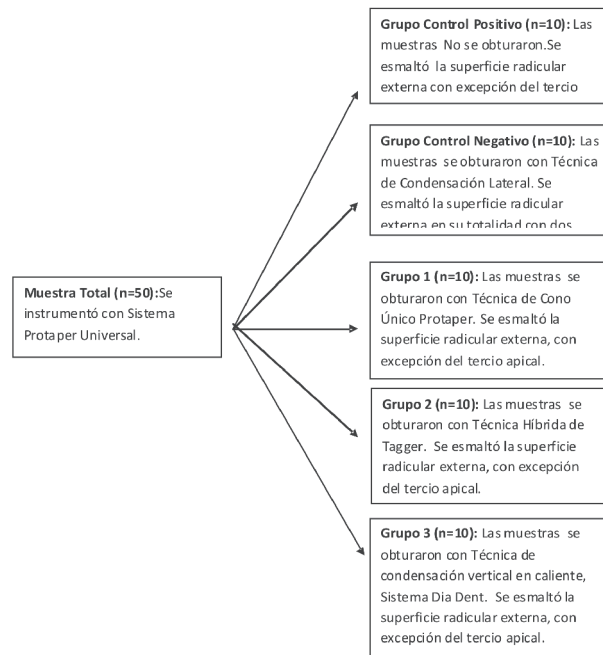 Grupo Control Positivo (n=10): Las
muestras No se obturaron.Se
esmaltó la superficie radicular
externa con excepción del tercio
Grupo Control Negativo (n=10): Las
muestras se obturaron con Técnica
de Condensación Lateral. Se
esmaltó la superficie radicular
externa en su totalidad con dos
Muestra Total (n=50):Se
instrumentó con Sistema
Protaper Universal.
Grupo 1 (n=10): Las muestras se
obturaron con Técnica de Cono
Único Protaper. Se esmaltó la
superficie radicular externa, con
excepción del tercio apical.
Grupo 2 (n=10): Las muestras se
obturaron con Técnica Híbrida de
Tagger. Se esmaltó la superficie
radicular externa, con excepción
del tercio apical.
Grupo 3 (n=10): Las muestras se
obturaron con Técnica de
condensación vertical en caliente,
Sistema Dia Dent. Se esmaltó la
superficie radicular externa, con
excepción del tercio apical.